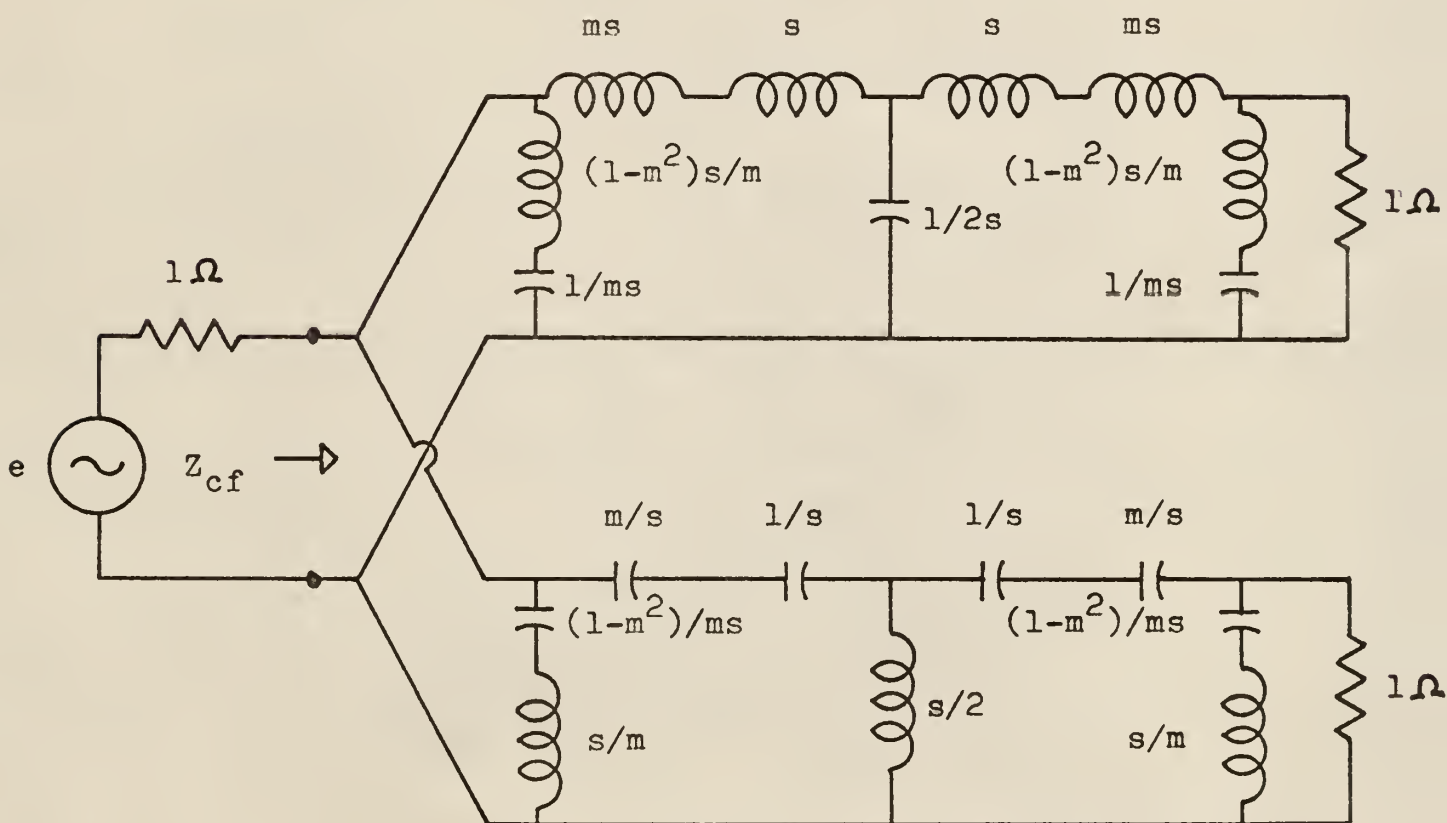 ms s s ms
(1-m²)s/m (1-m²)s/m
1/2s 1Ω
1Ω 1/ms 1/ms
e Z_cf
m/s 1/s 1/s m/s
(1-m²)/ms (1-m²)/ms
s/m s/2 s/m 1Ω